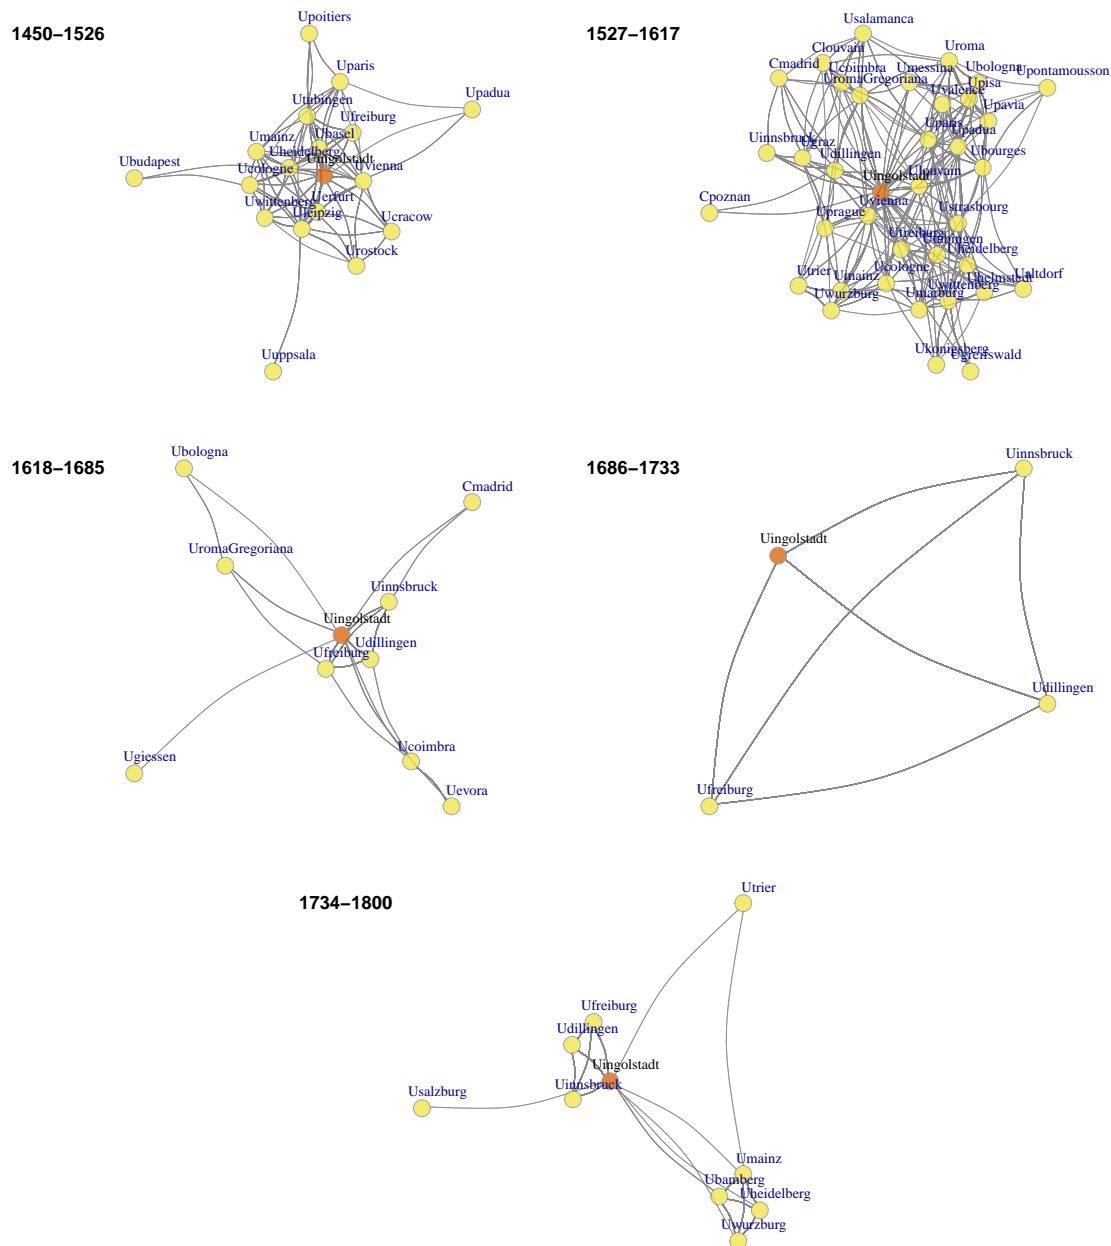 1450–1526
Upoitiers
Uparis
Upadua
Utubingen
Ufreiburg
Umainz
Ubasel
Uheidelberg
Uingolstadt
Ubudapest
Ucologne
Uvienna
Uwittenberg
Uerfurt
Uleipzig
Ucracow
Urostock
Uuppsala
1527–1617
Usalamanca
Clouvain
Uroma
Cmadrid
Ucoimbra
Umessina
Ubologna
Upontamousson
UromaGregoriana
Upisa
Uvalence
Upavia
Uparis
Upadua
Uinnsbruck
Ugraz
Udillingen
Ubourges
Uingolstadt
Ulouvain
Cpoznan
Uvienna
Uprague
Ustrasbourg
Ufreiburg
Utubingen
Uheidelberg
Utrier
Umainz
Ucologne
Uhelmstedt
Ualtdorf
Uwittenberg
Uwurzburg
Umarburg
Ukonigsberg
Ugreifswald
1618–1685
Ubologna
Cmadrid
UromaGregoriana
Uinnsbruck
Uingolstadt
Udillingen
Ufreiburg
Ugiessen
Ucoimbra
Uevora
1686–1733
Uinnsbruck
Uingolstadt
Udillingen
Ufreiburg
1734–1800
Utrier
Ufreiburg
Udillingen
Uingolstadt
Uinnsbruck
Usalzburg
Umainz
Ubamberg
Uheidelberg
Uwurzburg